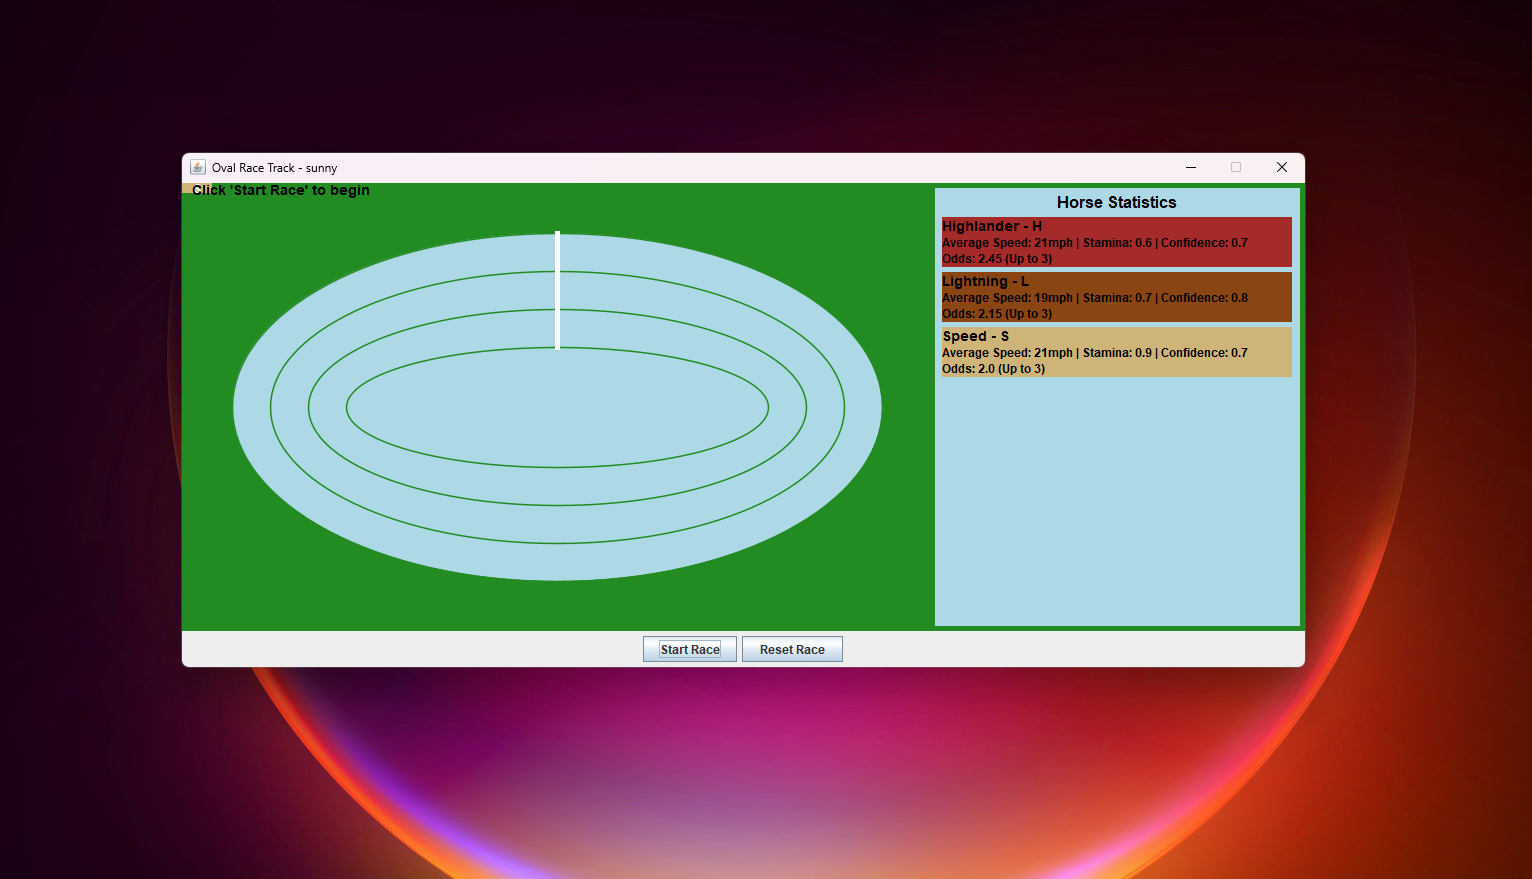 Oval Race Track - sunny
Click 'Start Race' to begin
Horse Statistics
Highlander - H
Average Speed: 21mph | Stamina: 0.6 | Confidence: 0.7
Odds: 2.45 (Up to 3)
Lightning - L
Average Speed: 19mph | Stamina: 0.7 | Confidence: 0.8
Odds: 2.15 (Up to 3)
Speed - S
Average Speed: 21mph | Stamina: 0.9 | Confidence: 0.7
Odds: 2.0 (Up to 3)
Start Race
Reset Race